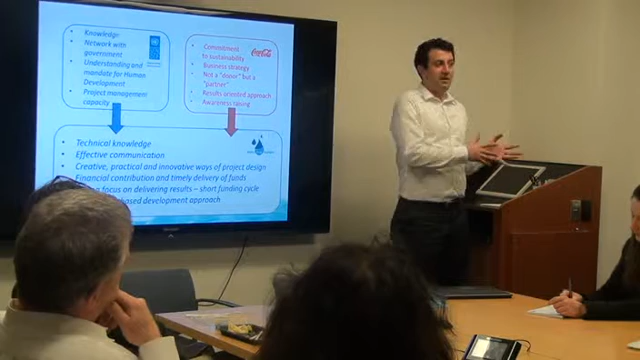 • Knowledge
• Network with
government
• Understanding and
mandate for Human
Development
• Project management
capacity
• Commitment
to sustainability
• Business strategy
• Not a "donor" but a
"partner"
• Results oriented approach
• Awareness raising
Coca-Cola
• Technical knowledge
• Effective communication
• Creative, practical and innovative ways of project design
• Financial contribution and timely delivery of funds
focus on delivering results – short funding cycle
based development approach